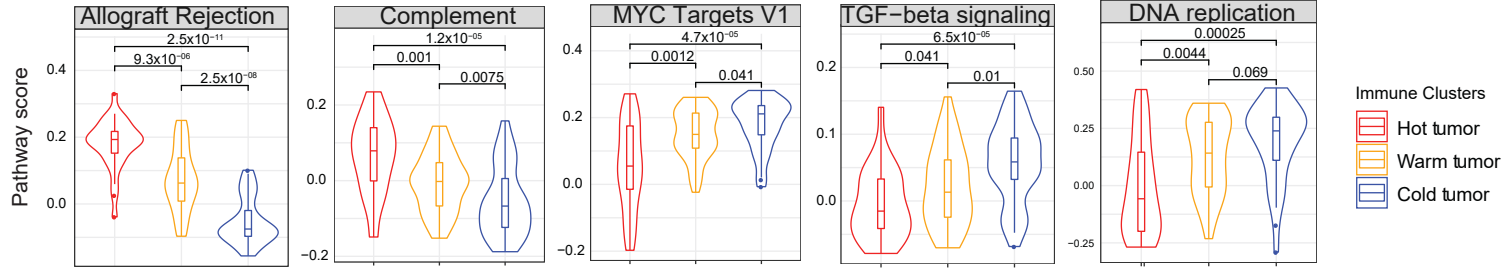 Allograft Rejection
Complement
MYC Targets V1
TGF−beta signaling
DNA replication
Pathway score
0.4
0.2
0.0
2.5x10⁻¹¹
9.3x10⁻⁰⁶
2.5x10⁻⁰⁸
0.2
0.0
−0.2
1.2x10⁻⁰⁵
0.001
0.0075
0.4
0.2
0.0
−0.2
4.7x10⁻⁰⁵
0.0012
0.041
0.2
0.1
0.0
6.5x10⁻⁰⁵
0.041
0.01
0.50
0.25
0.00
−0.25
0.00025
0.0044
0.069
Immune Clusters
Hot tumor
Warm tumor
Cold tumor